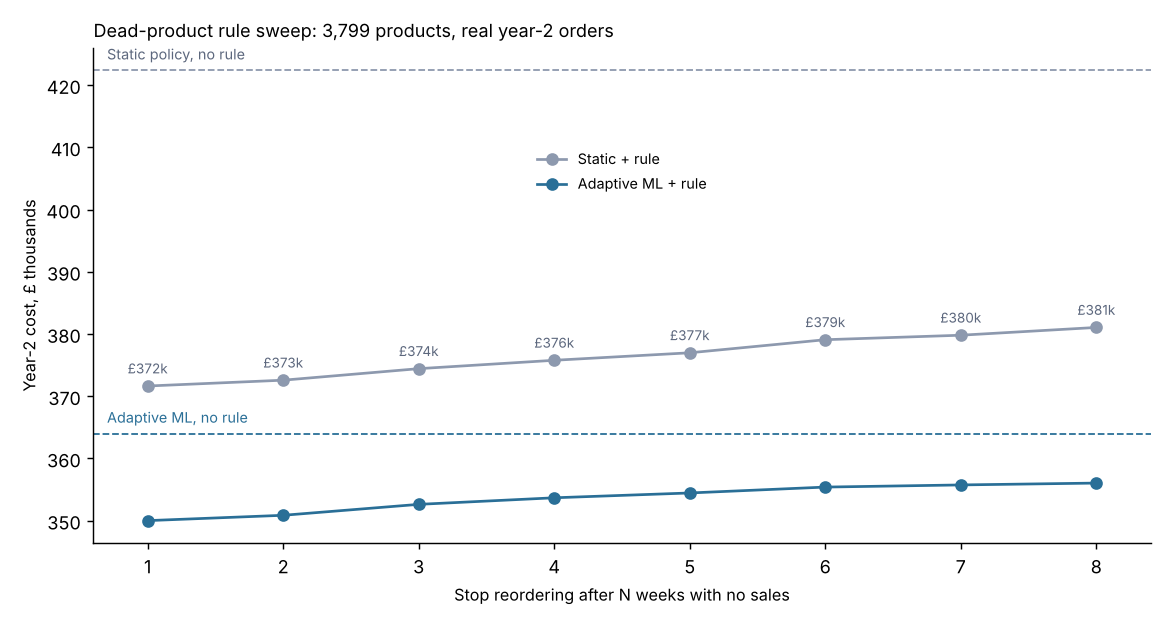 Dead-product rule sweep: 3,799 products, real year-2 orders
Static policy, no rule
420
410
Static + rule
Adaptive ML + rule
400
390
380
£372k
£373k
£374k
£376k
£377k
£379k
£380k
£381k
370
Adaptive ML, no rule
360
350
Year-2 cost, £ thousands
1 2 3 4 5 6 7 8
Stop reordering after N weeks with no sales